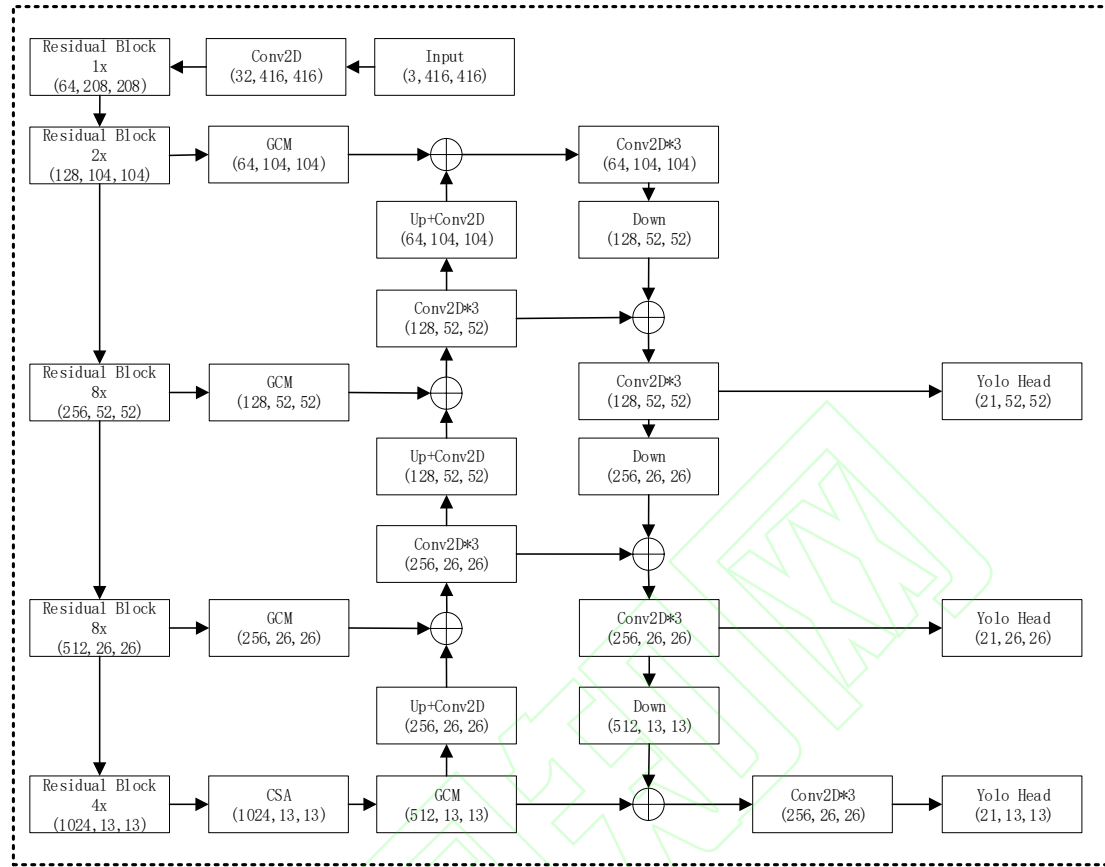 Residual Block
1x
(64,208,208)
Conv2D
(32,416,416)
Input
(3,416,416)
Residual Block
2x
(128,104,104)
GCM
(64,104,104)
Conv2D*3
(64,104,104)
Up+Conv2D
(64,104,104)
Down
(128,52,52)
Conv2D*3
(128,52,52)
Residual Block
8x
(256,52,52)
GCM
(128,52,52)
Conv2D*3
(128,52,52)
Yolo Head
(21,52,52)
Up+Conv2D
(128,52,52)
Down
(256,26,26)
Conv2D*3
(256,26,26)
Residual Block
8x
(512,26,26)
GCM
(256,26,26)
Conv2D*3
(256,26,26)
Yolo Head
(21,26,26)
Up+Conv2D
(256,26,26)
Down
(512,13,13)
Residual Block
4x
(1024,13,13)
CSA
(1024,13,13)
GCM
(512,13,13)
Conv2D*3
(256,26,26)
Yolo Head
(21,13,13)